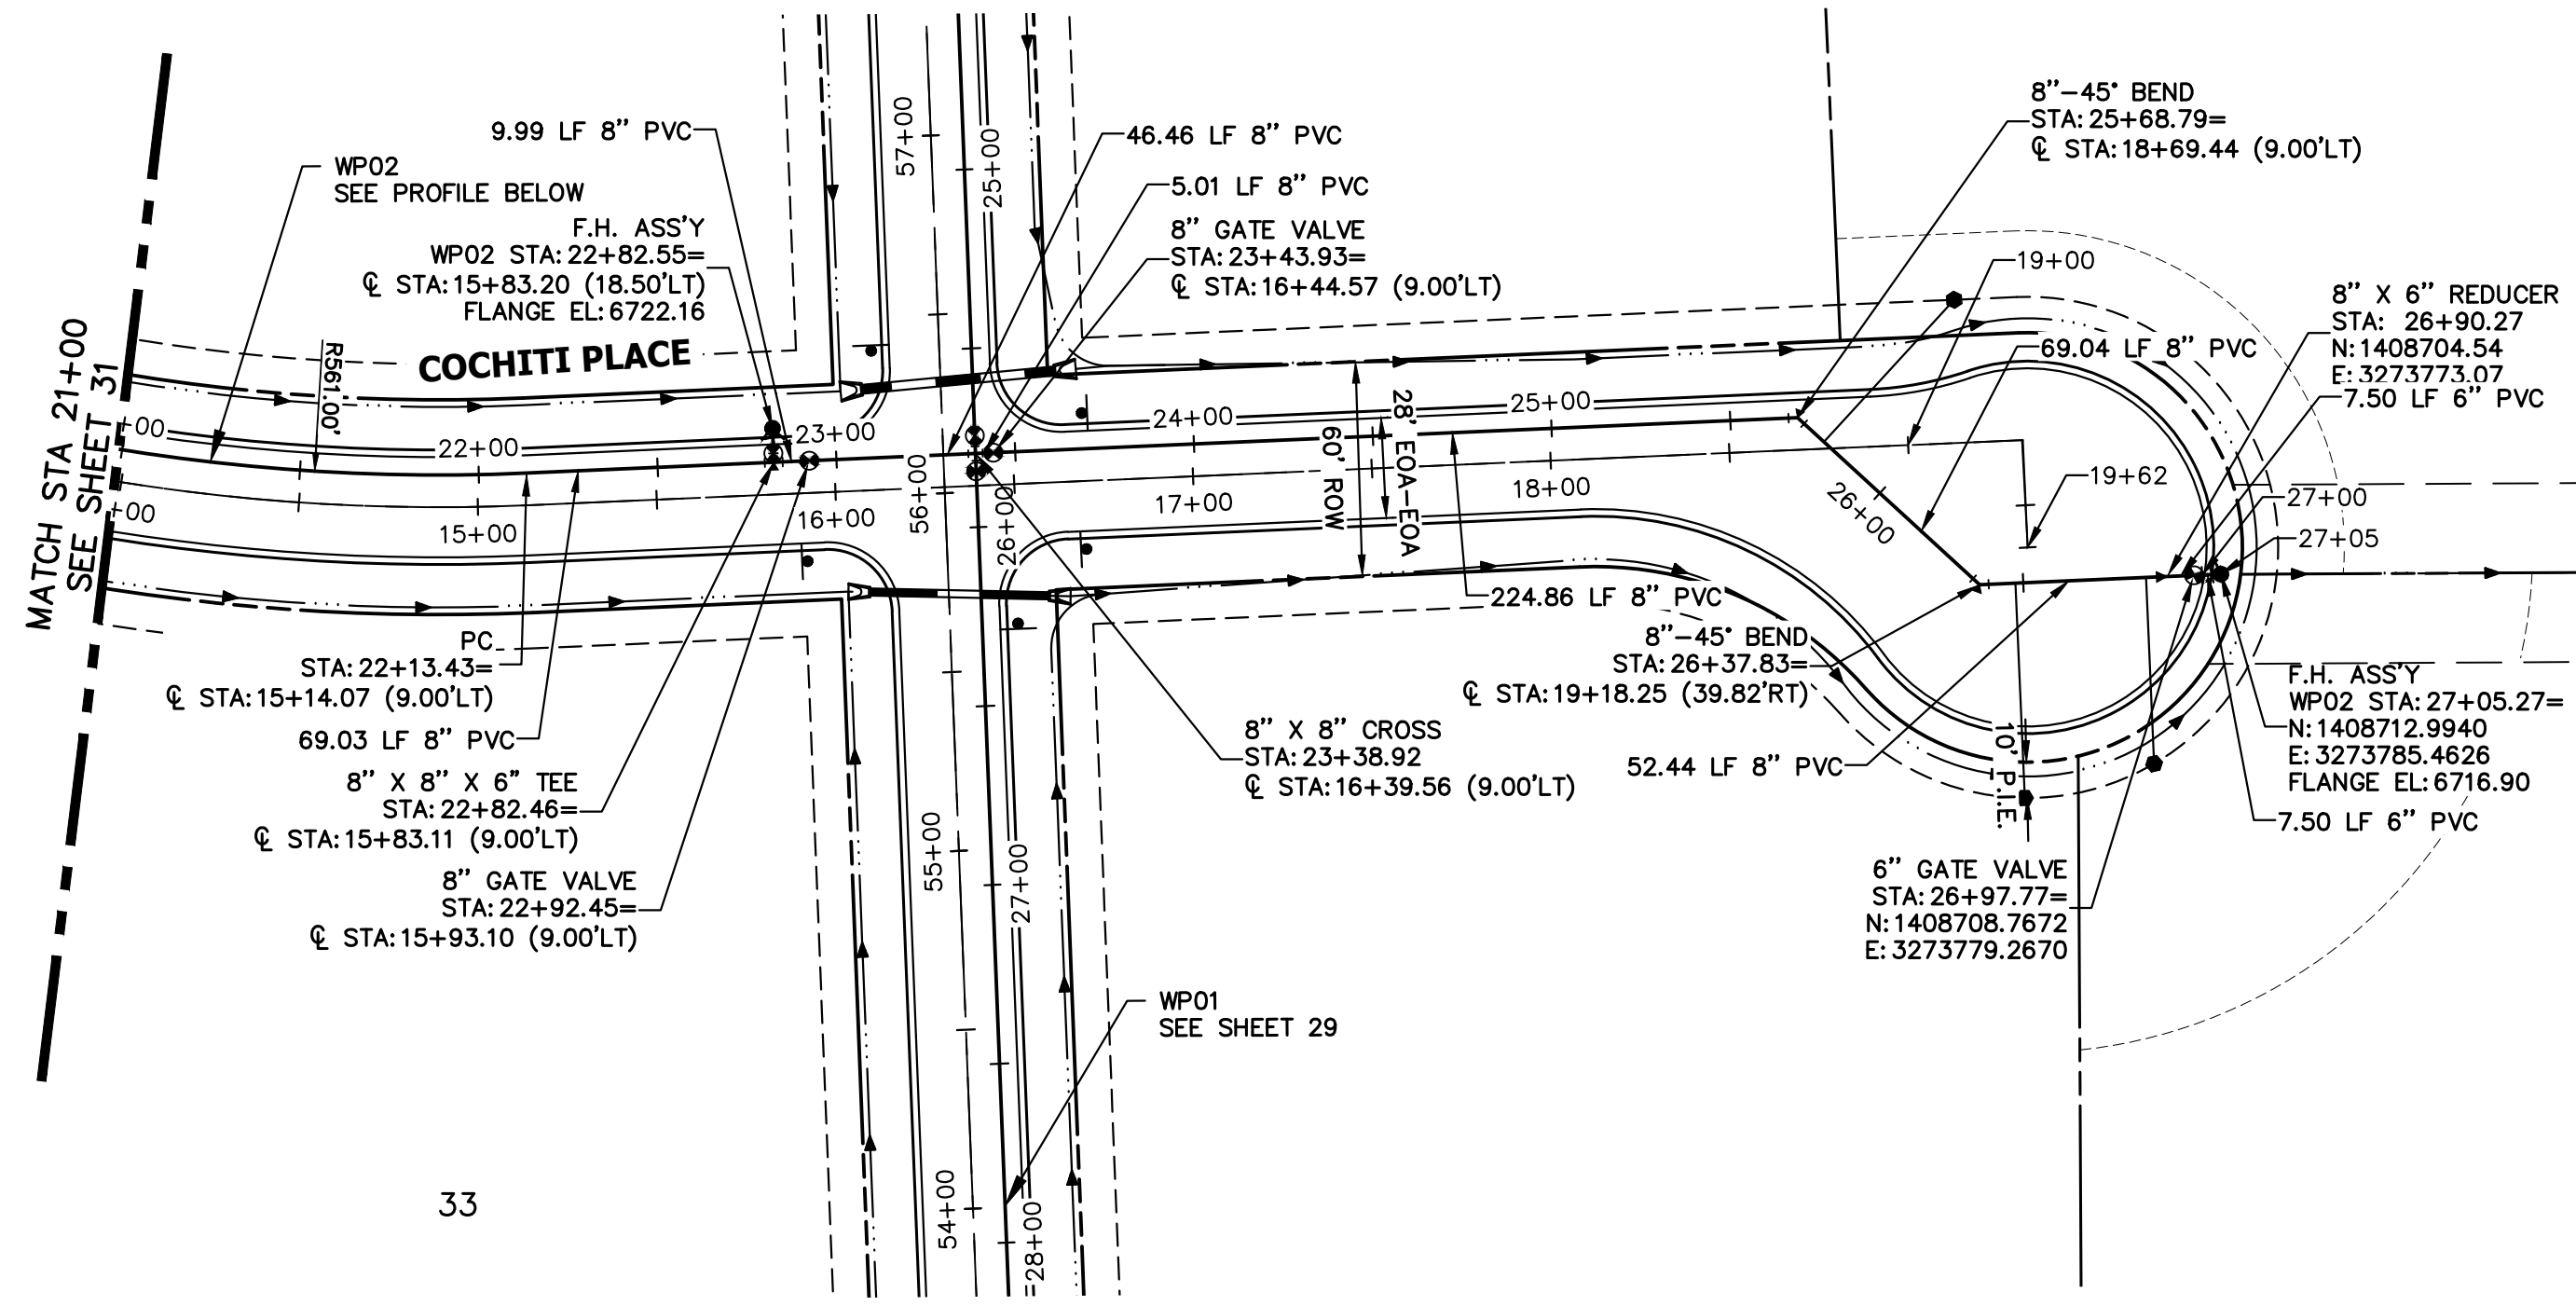 MATCH STA 21+00
SEE SHEET 31
WP02
SEE PROFILE BELOW
9.99 LF 8’’ PVC
F.H. ASS'Y
WP02 STA: 22+82.55=
℄ STA: 15+83.20 (18.50'LT)
FLANGE EL: 6722.16
COCHITI PLACE
R561.00'
+00
+00
22+00
23+00
24+00
25+00
26+00
15+00
16+00
17+00
18+00
57+00
25+00
56+00
26+00
55+00
27+00
54+00
28+00
46.46 LF 8’’ PVC
5.01 LF 8’’ PVC
8’’ GATE VALVE
STA: 23+43.93=
℄ STA: 16+44.57 (9.00'LT)
8’’-45° BEND
STA: 25+68.79=
℄ STA: 18+69.44 (9.00'LT)
19+00
8’’ X 6’’ REDUCER
STA: 26+90.27
N: 1408704.54
E: 3273773.07
69.04 LF 8’’ PVC
7.50 LF 6’’ PVC
19+62
27+00
27+05
28' EOA-EOA
60' ROW
224.86 LF 8’’ PVC
8’’-45° BEND
STA: 26+37.83=
℄ STA: 19+18.25 (39.82'RT)
52.44 LF 8’’ PVC
10' P.I.E.
F.H. ASS'Y
WP02 STA: 27+05.27=
N: 1408712.9940
E: 3273785.4626
FLANGE EL: 6716.90
7.50 LF 6’’ PVC
6’’ GATE VALVE
STA: 26+97.77=
N: 1408708.7672
E: 3273779.2670
PC
STA: 22+13.43=
℄ STA: 15+14.07 (9.00'LT)
69.03 LF 8’’ PVC
8’’ X 8’’ X 6" TEE
STA: 22+82.46=
℄ STA: 15+83.11 (9.00'LT)
8’’ GATE VALVE
STA: 22+92.45=
℄ STA: 15+93.10 (9.00'LT)
8’’ X 8’’ CROSS
STA: 23+38.92
℄ STA: 16+39.56 (9.00'LT)
WP01
SEE SHEET 29
33